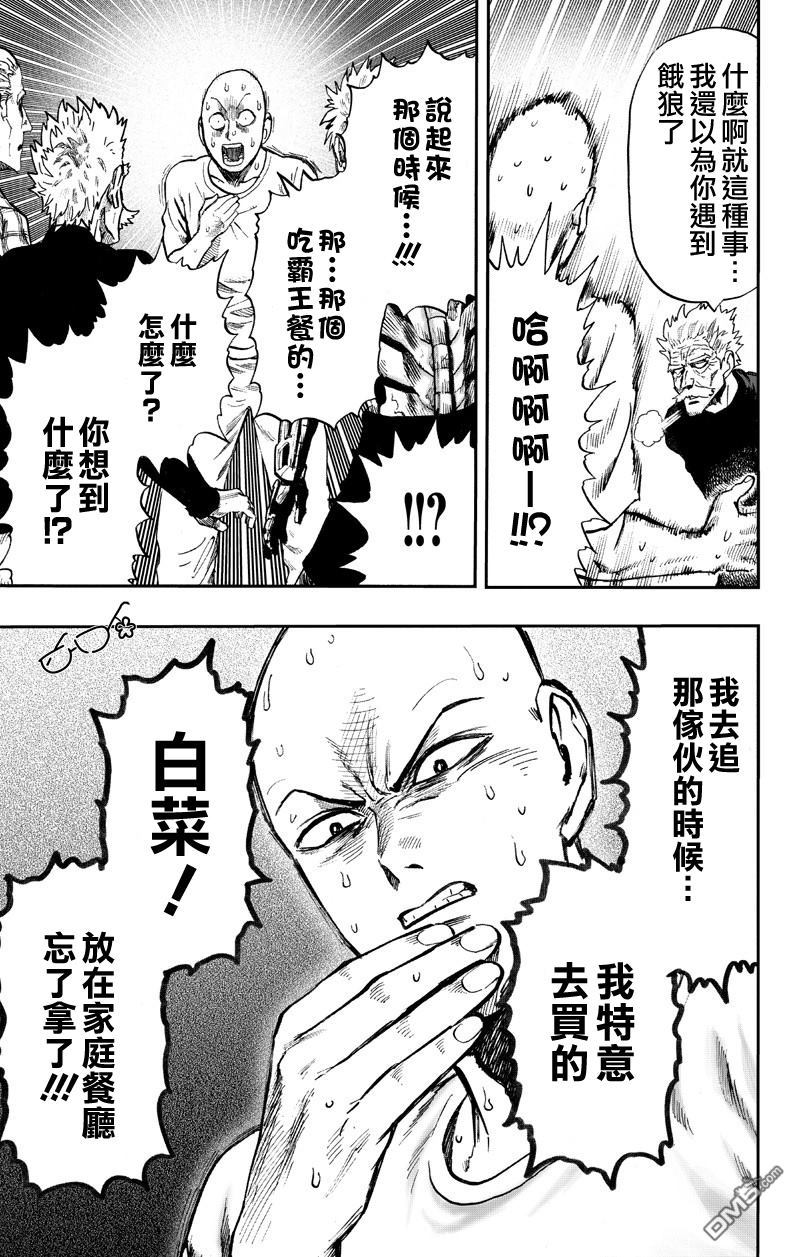 什麼啊就這種事…
我還以為你遇到
餓狼了
哈啊啊啊ー!!?
說起來
那個時候…!!!
那…那個
吃霸王餐的…
!!?
什麼
怎麼了?
你想到
什麼了!?
我去追
那傢伙的時候…
我特意
去買的
白菜!
放在家庭餐廳
忘了拿了!!!
DM5.com